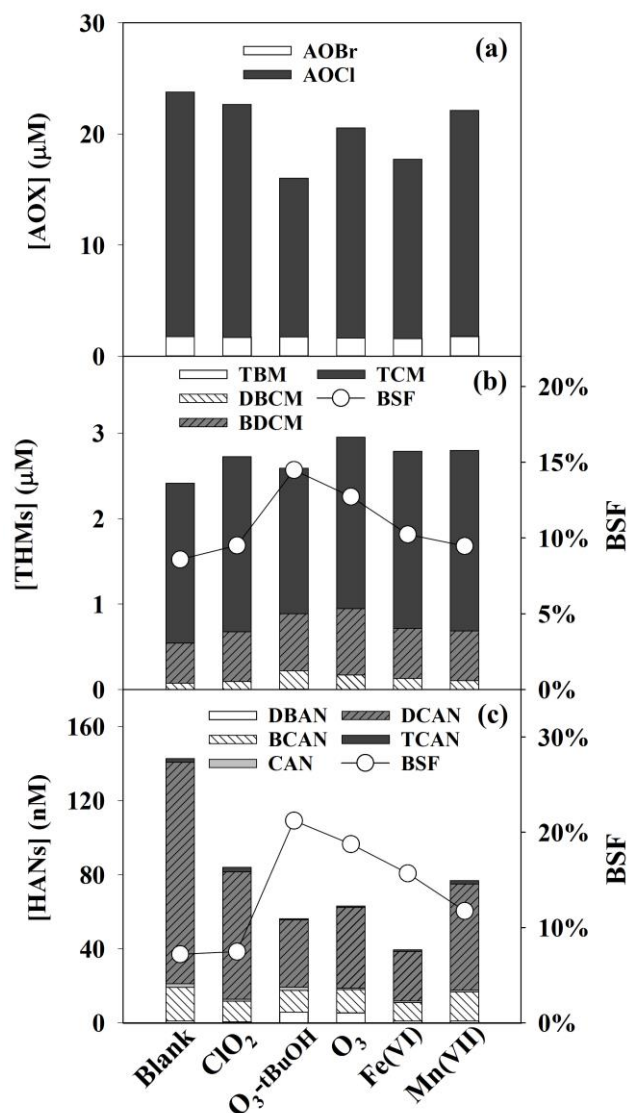 30
(a)
AOBr
AOCl
20
[AOX] (μM)
10
0
TBM TCM
(b)
20%
DBCM BSF
BDCM
3
15%
[THMs] (μM)
2
10%
BSF
1
5%
0
0%
160
DBAN DCAN
(c)
BCAN TCAN
30%
CAN BSF
120
[HANs] (nM)
20%
80
BSF
10%
40
0
0%
Blank
ClO₂
O₃-tBuOH
O₃
Fe(VI)
Mn(VII)